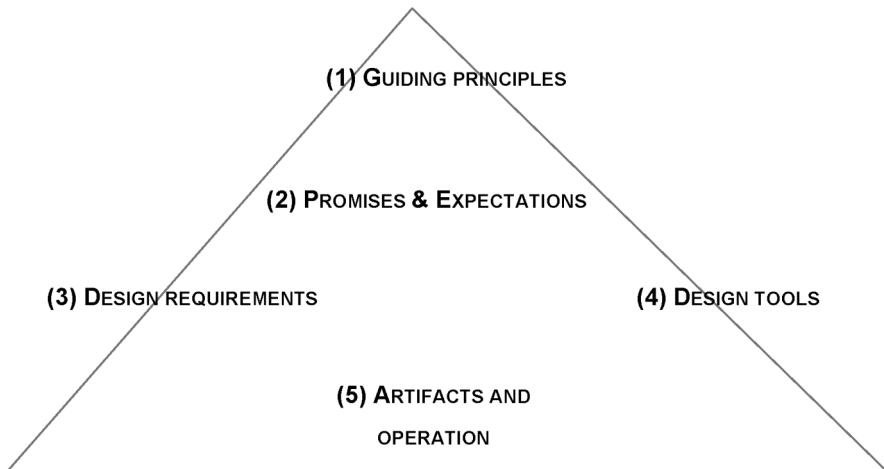 (1) GUIDING PRINCIPLES
(2) PROMISES & EXPECTATIONS
(3) DESIGN REQUIREMENTS
(4) DESIGN TOOLS
(5) ARTIFACTS AND
OPERATION